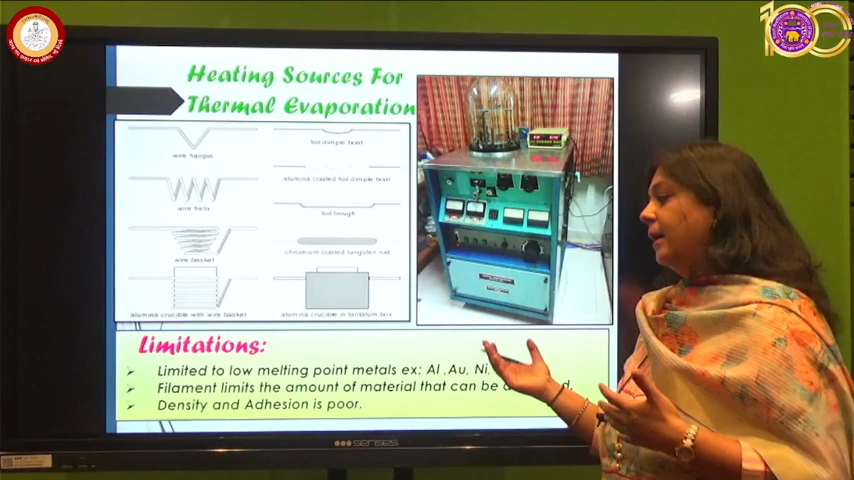 Heating Sources For
Thermal Evaporation
wire hairpin
foil dimple boat
alumina coated foil dimple boat
wire helix
foil trough
chromium coated tungsten rod
wire basket
alumina crucible with wire basket
alumina crucible in tantalum box
Limitations:
Limited to low melting point metals ex: Al ,Au, Ni,
Filament limits the amount of material that can be
Density and Adhesion is poor.
senses
100